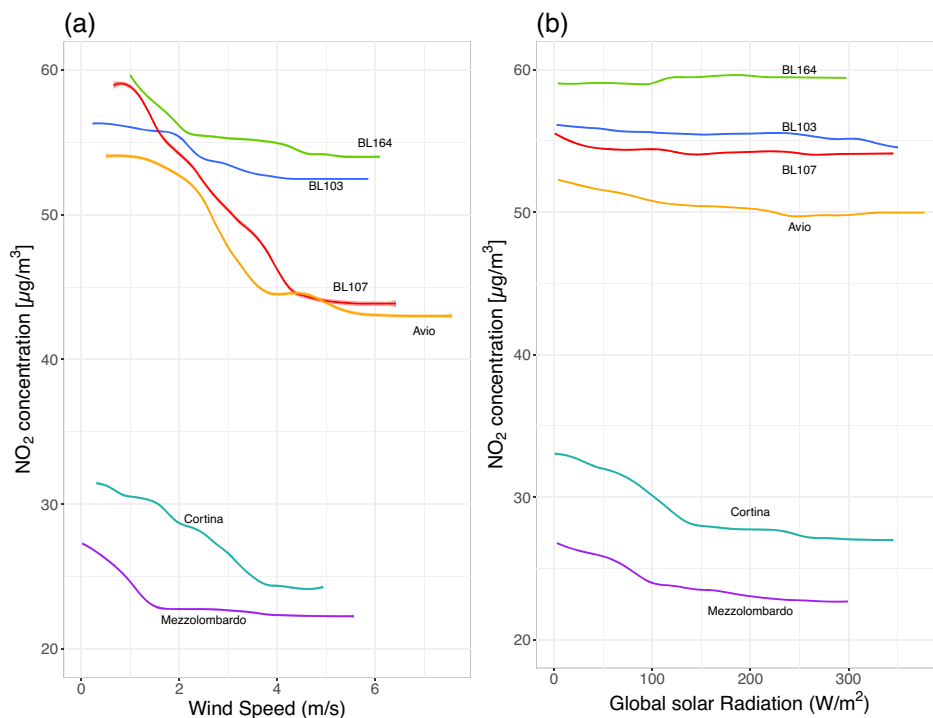 (a)
60
50
40
30
20
NO₂ concentration [µg/m³]
BL164
BL103
BL107
Avio
Cortina
Mezzolombardo
0 2 4 6
Wind Speed (m/s)
(b)
60
50
40
30
20
NO₂ concentration [µg/m³]
BL164
BL103
BL107
Avio
Cortina
Mezzolombardo
0 100 200 300
Global solar Radiation (W/m²)